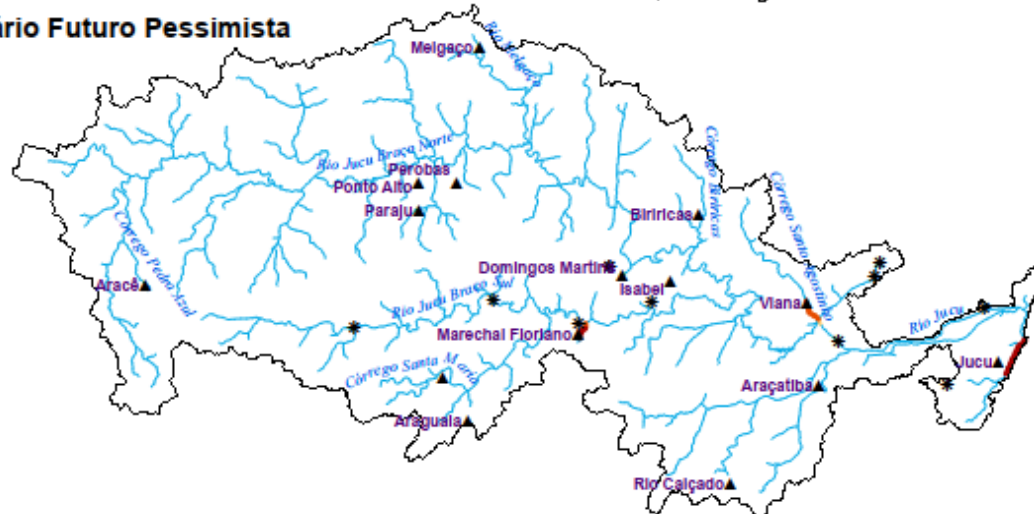 ário Futuro Pessimista
Melgaço
Rio Melgaço
Rio Jucu Braço Norte
Perobas
Ponto Alto
Paraju
Córrego Biriricas
Córrego Santo Agostinho
Biriricas
Córrego Pedro Azul
Aracê
Domingos Martins
Isabel
Rio Jucu Braço Sul
Viana
Rio Jucu
Marechal Floriano
Córrego Santa Maria
Jucu
Araçatiba
Araguaia
Rio Calçado